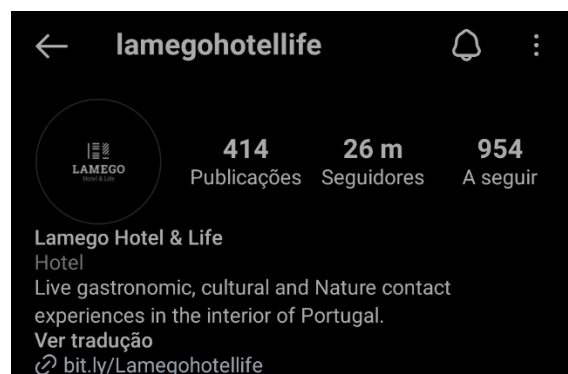 lamegohotellife
LAMEGO
Hotel & Life
414 26 m 954
Publicações Seguidores A seguir
Lamego Hotel & Life
Hotel
Live gastronomic, cultural and Nature contact
experiences in the interior of Portugal.
Ver tradução
bit.ly/Lamegohotellife